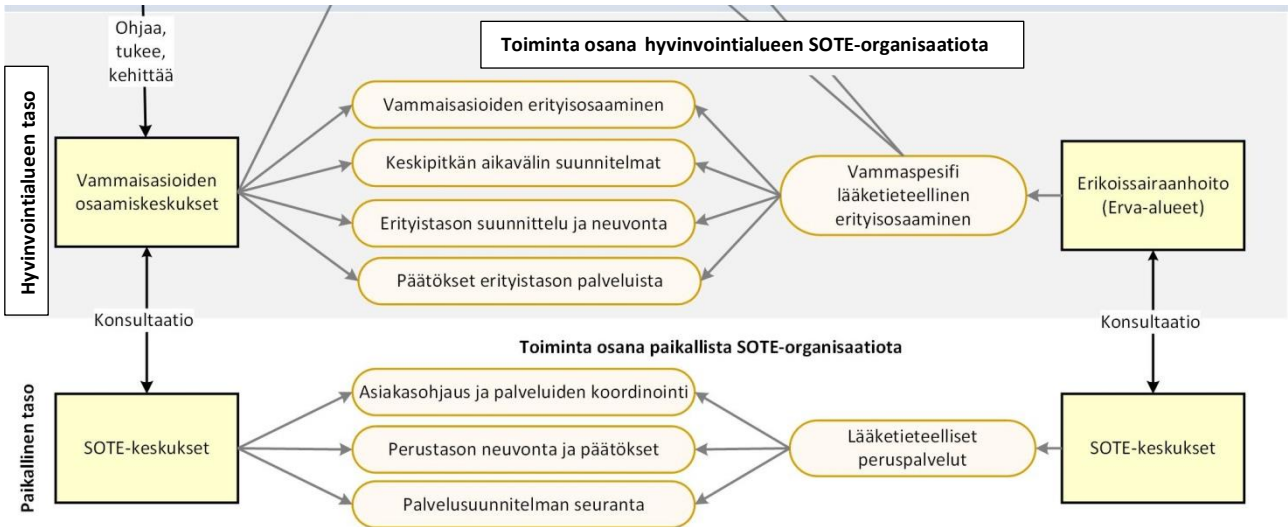 Ohjaa,
tukee,
kehittää
Toiminta osana hyvinvointialueen SOTE-organisaatiota
Hyvinvointialueen taso
Vammaisasioiden
osaamiskeskukset
Vammaisasioiden erityisosaaminen
Keskipitkän aikavälin suunnitelmat
Erityistason suunnittelu ja neuvonta
Päätökset erityistason palveluista
Vammaspesifi
lääketieteellinen
erityisosaaminen
Erikoissairaanhoito
(Erva-alueet)
Konsultaatio
Konsultaatio
Toiminta osana paikallista SOTE-organisaatiota
Paikallinen taso
SOTE-keskukset
Asiakasohjaus ja palveluiden koordinointi
Perustason neuvonta ja päätökset
Palvelusuunnitelman seuranta
Lääketieteelliset
peruspalvelut
SOTE-keskukset